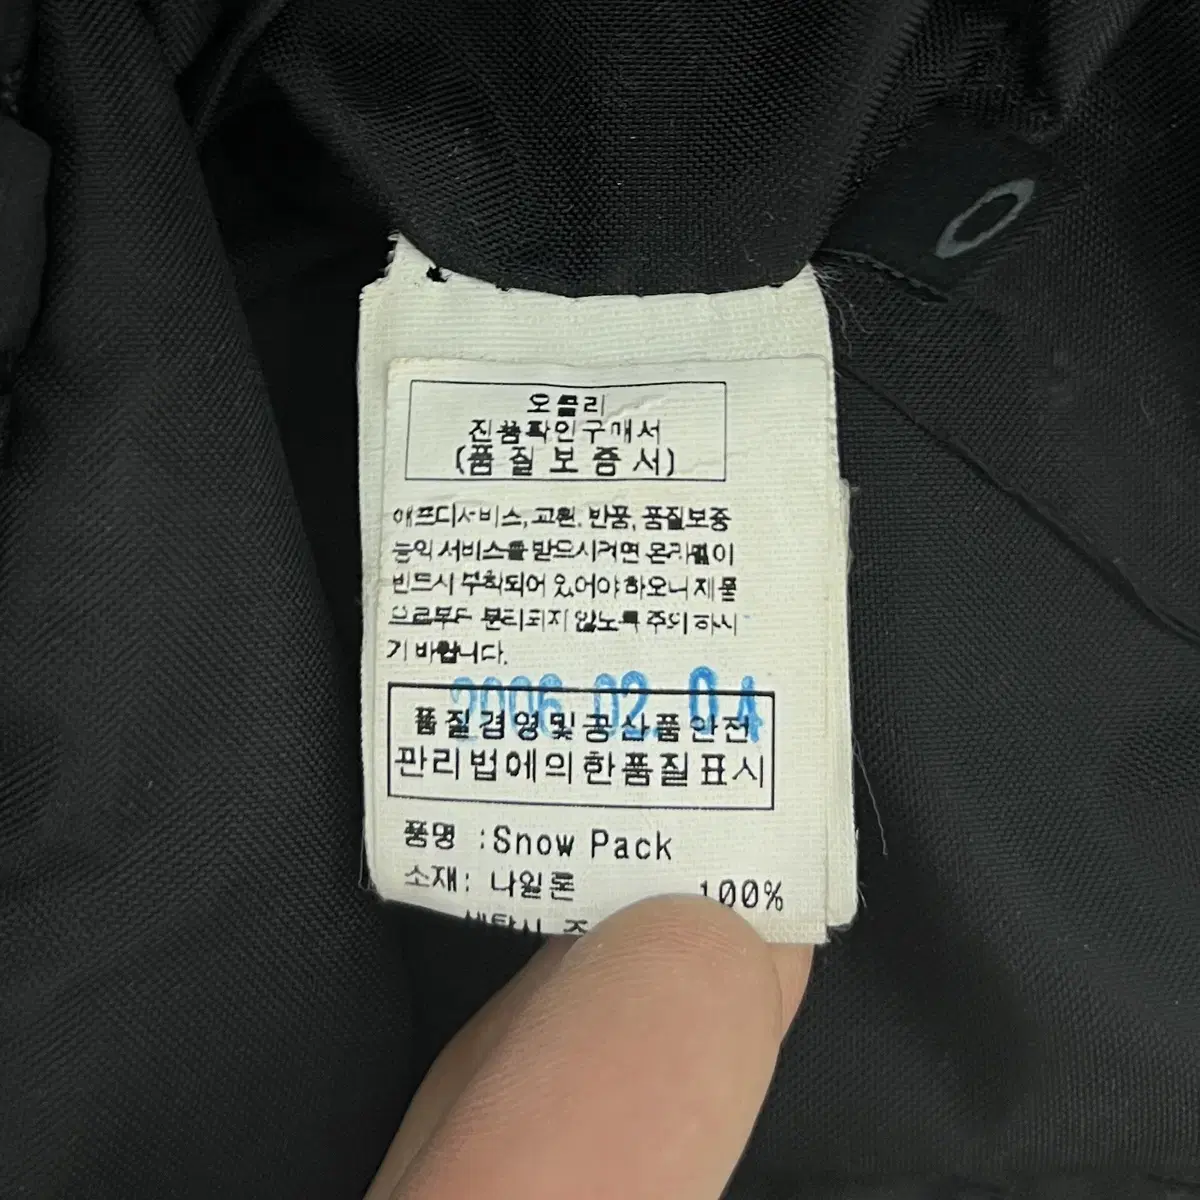 오클리
진품확인구매서
(품질보증서)
애프터서비스, 교환, 반품, 품질보증
등의 서비스를 받으시려면 본라벨이
반드시 부착되어 있어야 하오니 제품
으로부터 분리되지 않도록 주의 하시
기 바랍니다.
2006.02.04
품질경영및공산품안전
관리법에의한품질표시
품명 :Snow Pack
소재: 나일론 100%